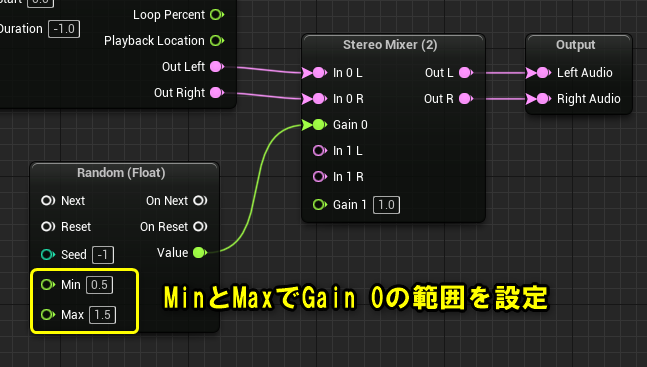 0.0
Duration -1.0
Loop Percent
Playback Location
Out Left
Out Right
Stereo Mixer (2)
In 0 L
In 0 R
Gain 0
In 1 L
In 1 R
Gain 1 1.0
Out L
Out R
Output
Left Audio
Right Audio
Random (Float)
Next
Reset
Seed -1
Min 0.5
Max 1.5
On Next
On Reset
Value
MinとMaxでGain 0の範囲を設定